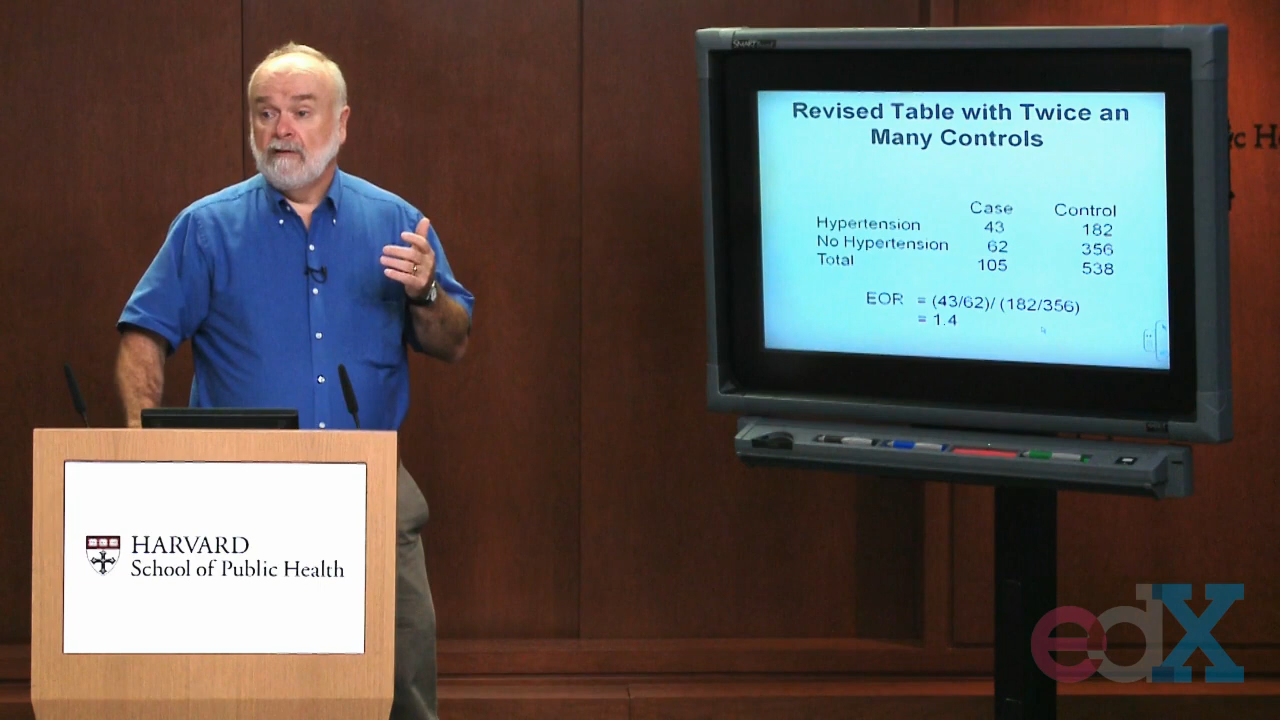 SMART
Revised Table with Twice an
Many Controls
Case Control
Hypertension 43 182
No Hypertension 62 356
Total 105 538
EOR = (43/62)/ (182/356)
= 1.4
HARVARD
School of Public Health
edX